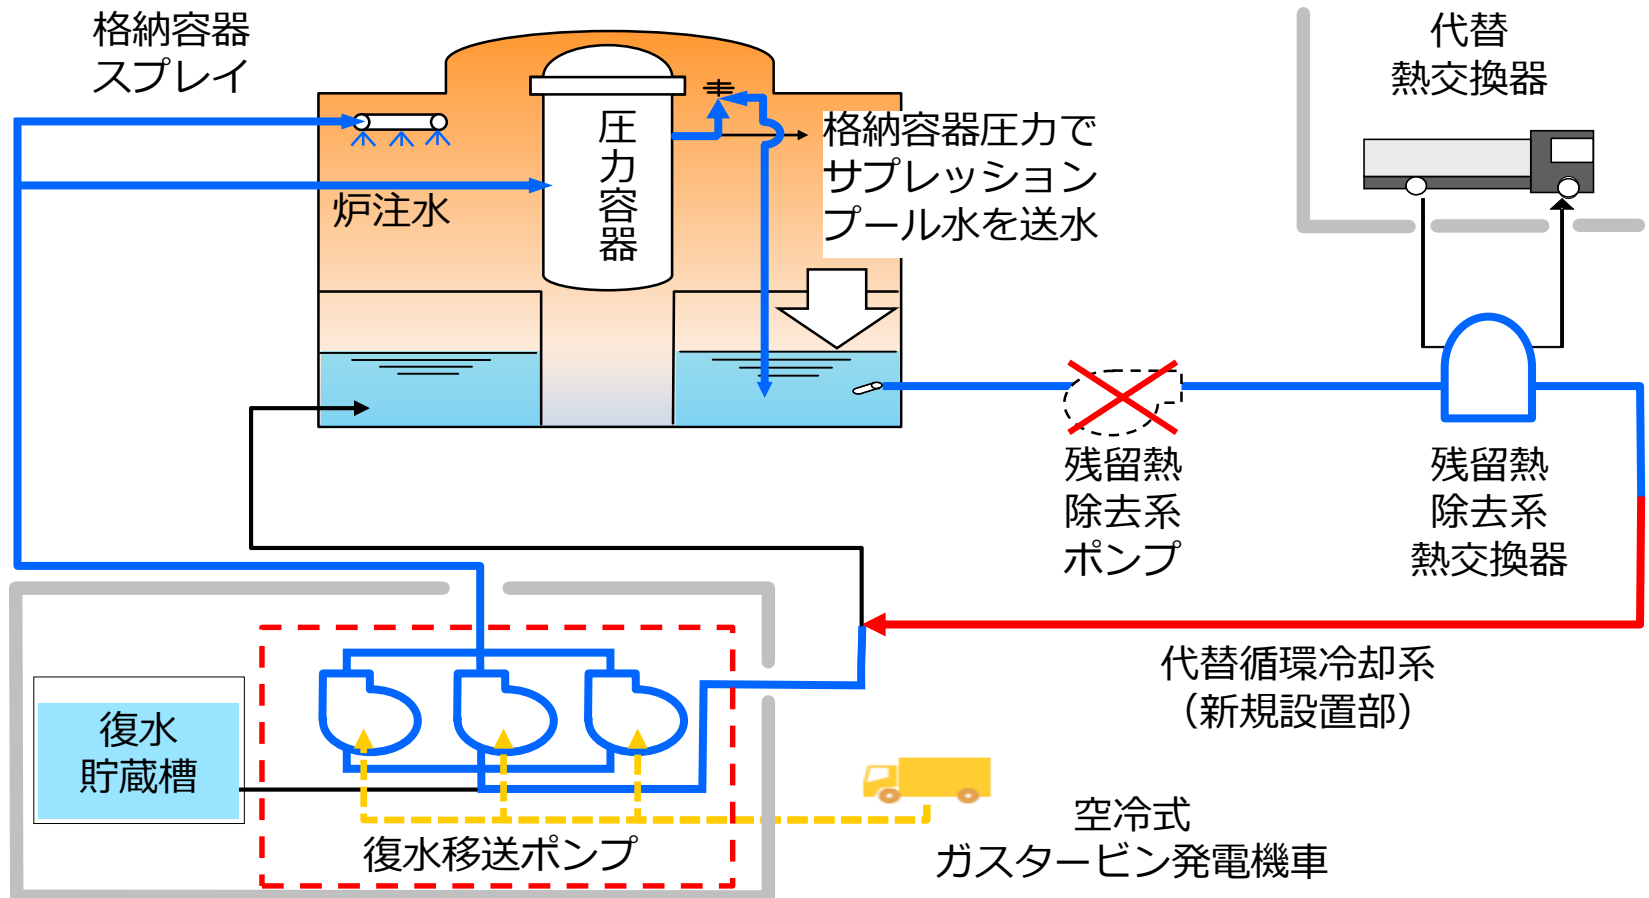 格納容器
スプレイ
代替
熱交換器
圧力容器
格納容器圧力で
サプレッション
プール水を送水
炉注水
残留熱
除去系
ポンプ
残留熱
除去系
熱交換器
代替循環冷却系
（新規設置部）
復水
貯蔵槽
復水移送ポンプ
空冷式
ガスタービン発電機車